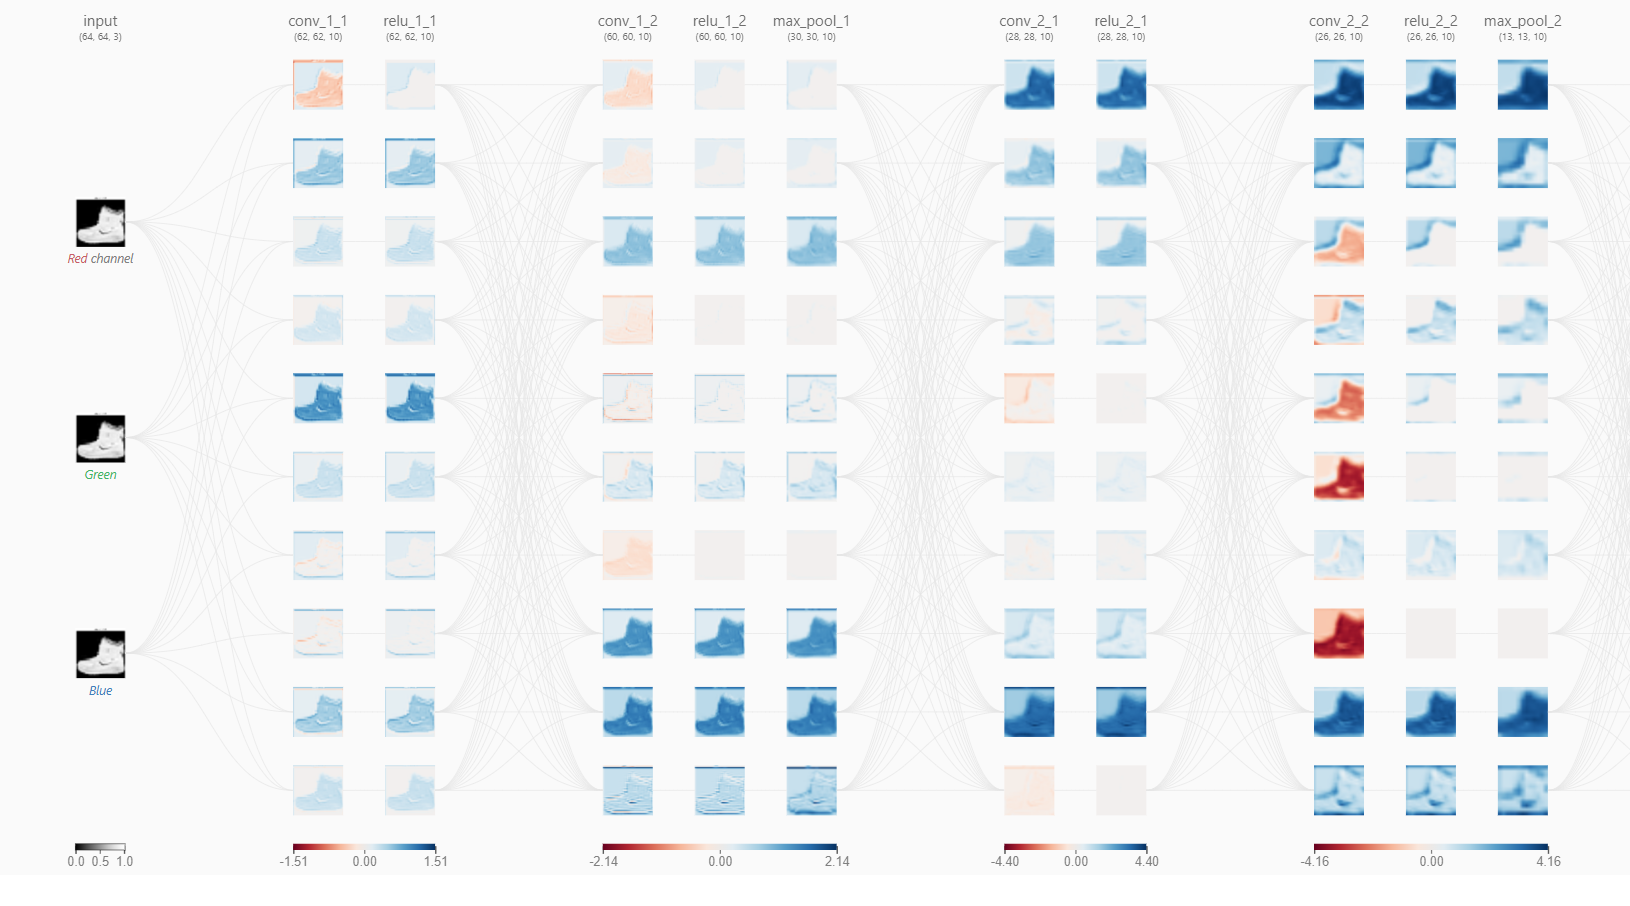 input conv_1_1 relu_1_1 conv_1_2 relu_1_2 max_pool_1 conv_2_1 relu_2_1 conv_2_2 relu_2_2 max_pool_2
(64, 64, 3) (62, 62, 10) (62, 62, 10) (60, 60, 10) (60, 60, 10) (30, 30, 10) (28, 28, 10) (28, 28, 10) (26, 26, 10) (26, 26, 10) (13, 13, 10)
Red channel
Green
Blue
0.0 0.5 1.0 -1.51 0.00 1.51 -2.14 0.00 2.14 -4.40 0.00 4.40 -4.16 0.00 4.16